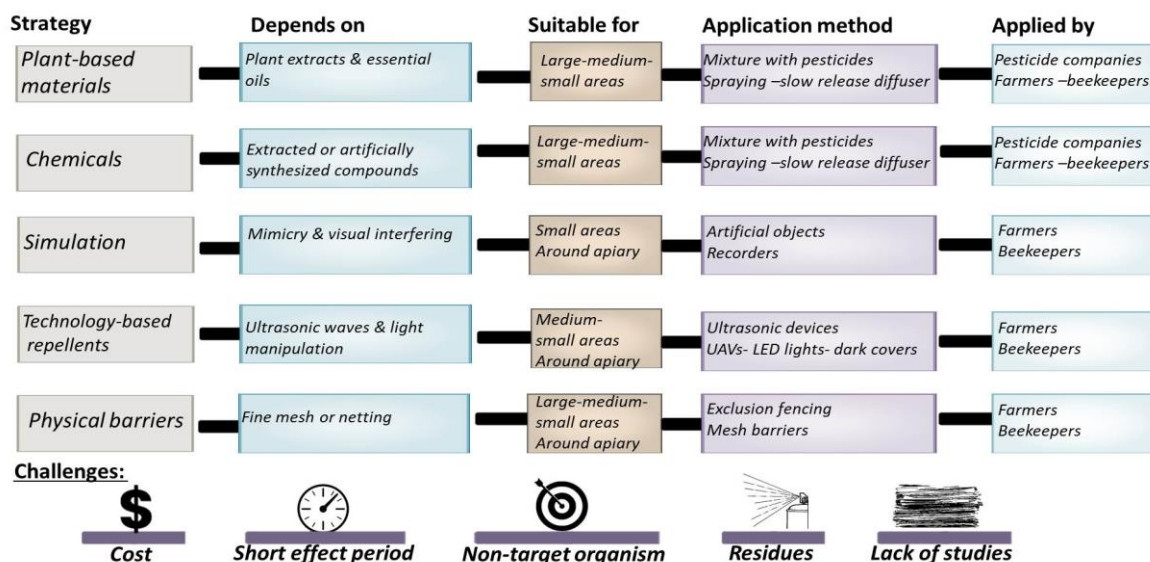 Strategy Depends on Suitable for Application method Applied by
Plant-based
materials
Plant extracts & essential
oils
Large-medium-
small areas
Mixture with pesticides
Spraying –slow release diffuser
Pesticide companies
Farmers –beekeepers
Chemicals
Extracted or artificially
synthesized compounds
Large-medium-
small areas
Mixture with pesticides
Spraying –slow release diffuser
Pesticide companies
Farmers –beekeepers
Simulation
Mimicry & visual interfering
Small areas
Around apiary
Artificial objects
Recorders
Farmers
Beekeepers
Technology-based
repellents
Ultrasonic waves & light
manipulation
Medium-
small areas
Around apiary
Ultrasonic devices
UAVs- LED lights- dark covers
Farmers
Beekeepers
Physical barriers
Fine mesh or netting
Large-medium-
small areas
Around apiary
Exclusion fencing
Mesh barriers
Farmers
Beekeepers
Challenges:
$
Cost
Short effect period
Non-target organism
Residues
Lack of studies